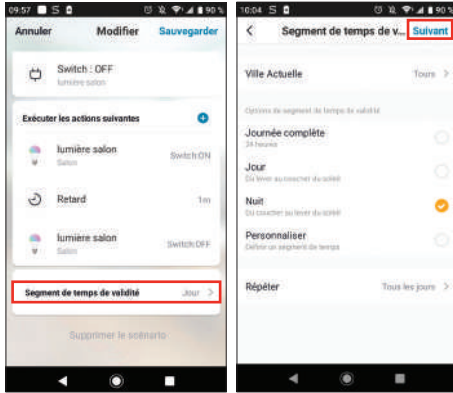 09:57 S 90 %
Annuler Modifier Sauvegarder
Switch : OFF
lumière salon
Exécuter les actions suivantes
lumière salon
Salon
Switch:ON
Retard 1m
lumière salon
Salon
Switch:OFF
Segment de temps de validité Jour >
Supprimer le scénario
10:04 S 90 %
< Segment de temps de v... Suivant
Ville Actuelle Tours >
Options de segment de temps de validité
Journée complète
24 heures
Jour
Du lever au coucher du soleil
Nuit
Du coucher au lever du soleil
Personnaliser
Définir un segment de temps
Répéter Tous les jours >